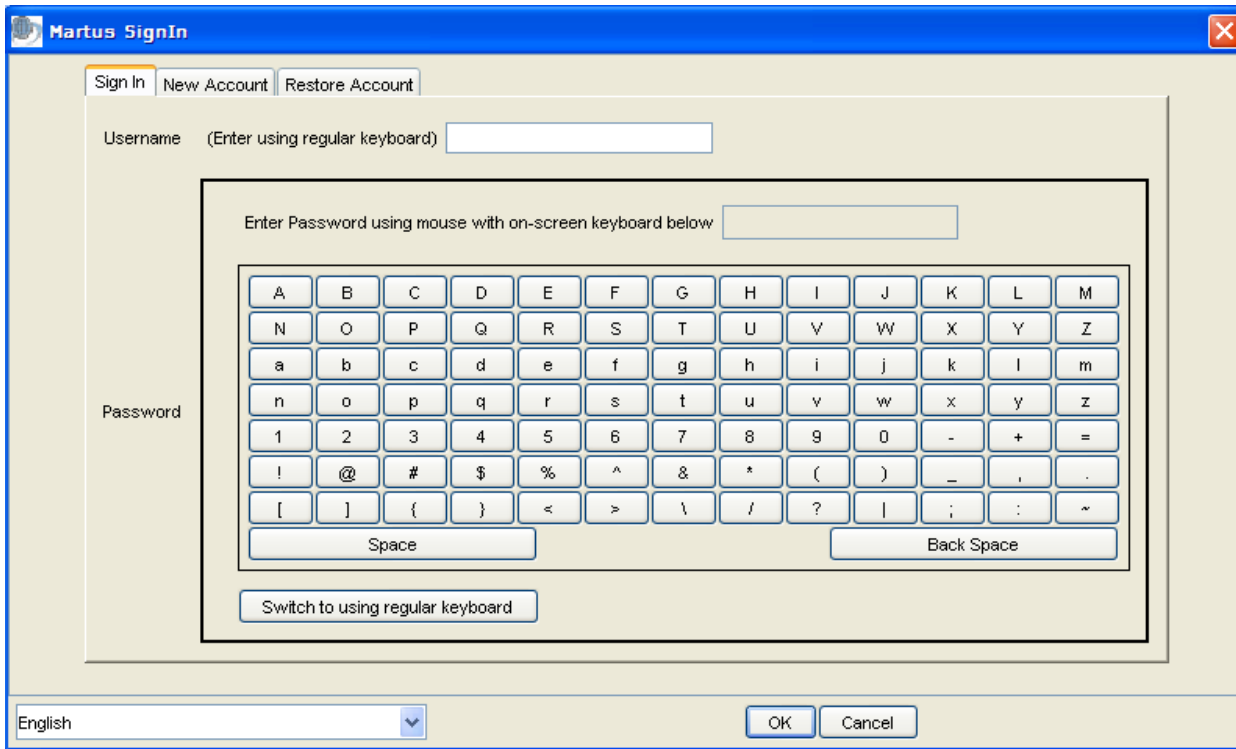 Martus SignIn
Sign In New Account Restore Account
Username (Enter using regular keyboard)
Enter Password using mouse with on-screen keyboard below
A B C D E F G H I J K L M
N O P Q R S T U V W X Y Z
a b c d e f g h i j k l m
Password
n o p q r s t u v w x y z
1 2 3 4 5 6 7 8 9 0 - + =
! @ # $ % ^ & * ( ) _ , .
[ ] { } < > \ / ? | ; : ~
Space Back Space
Switch to using regular keyboard
English OK Cancel